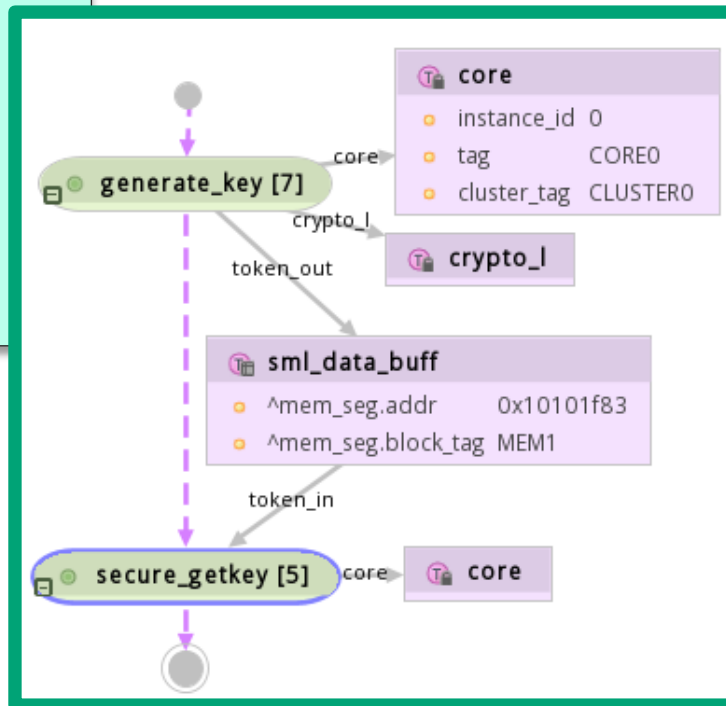 core
instance_id 0
tag CORE0
cluster_tag CLUSTER0
core
generate_key [7]
crypto_l
crypto_l
token_out
sml_data_buff
^mem_seg.addr 0x10101f83
^mem_seg.block_tag MEM1
token_in
secure_getkey [5]
core
core